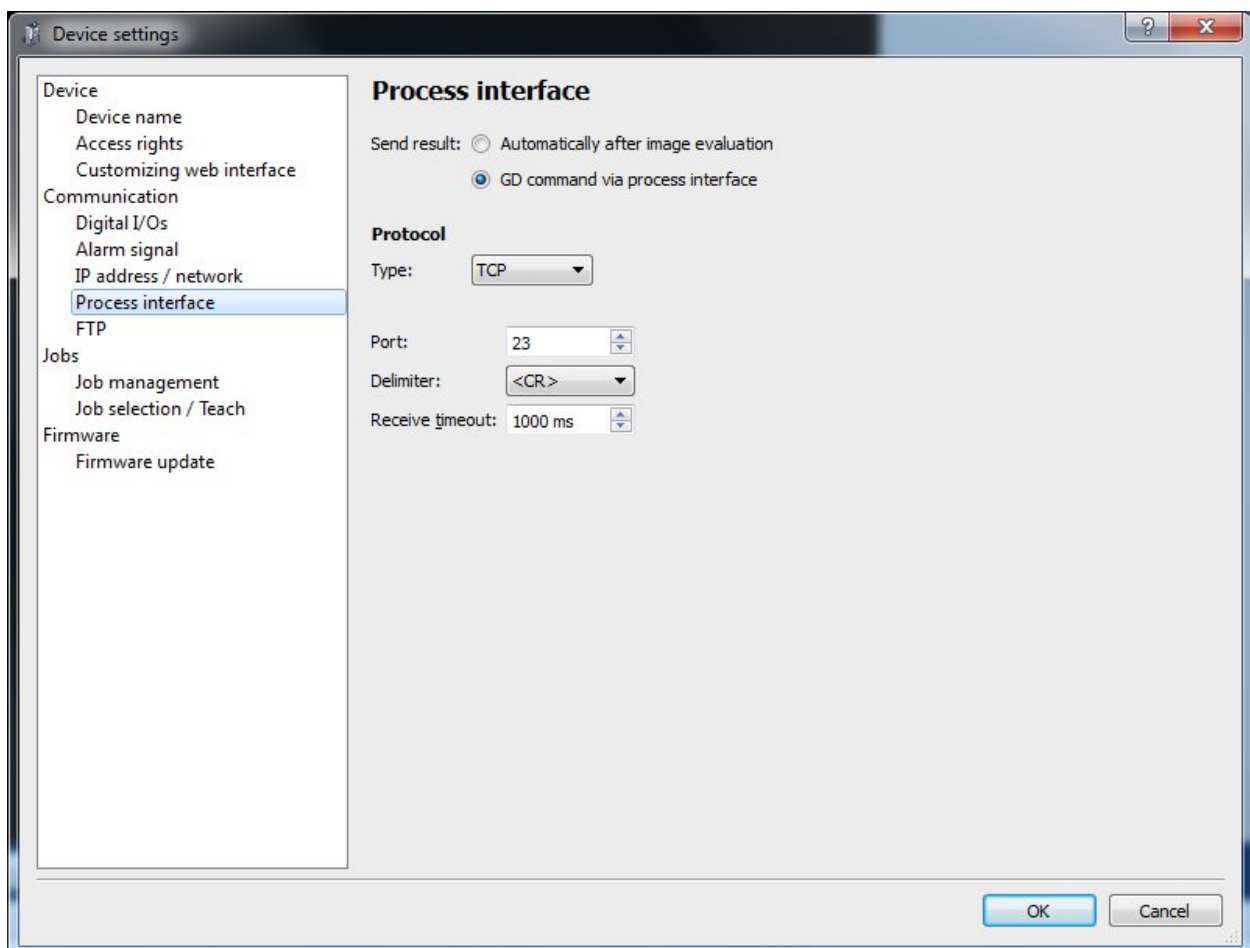 Device settings
Device
Device name
Access rights
Customizing web interface
Communication
Digital I/Os
Alarm signal
IP address / network
Process interface
FTP
Jobs
Job management
Job selection / Teach
Firmware
Firmware update
Process interface
Send result: Automatically after image evaluation
GD command via process interface
Protocol
Type: TCP
Port: 23
Delimiter: <CR>
Receive timeout: 1000 ms
OK Cancel